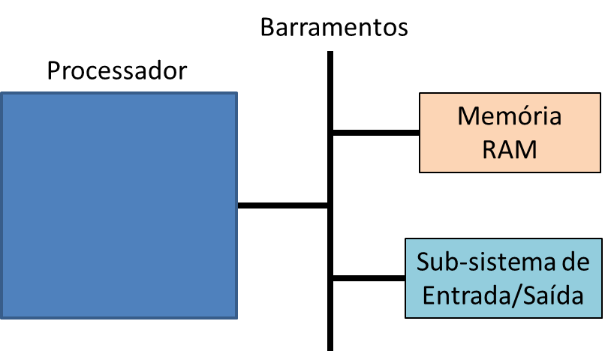 Barramentos
Processador
Memória
RAM
Sub-sistema de
Entrada/Saída